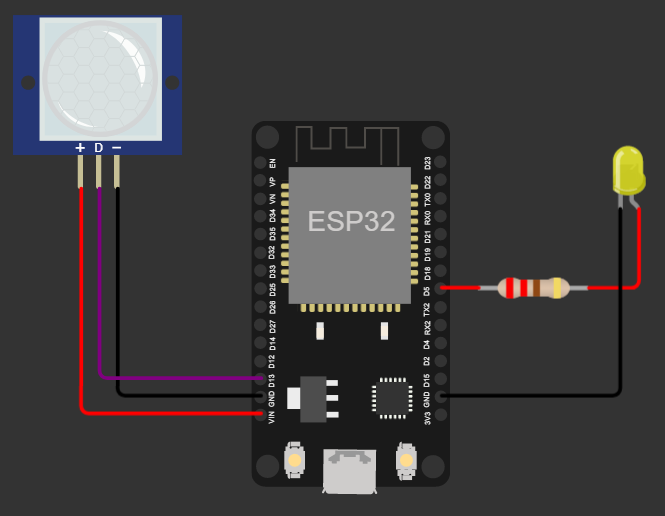 + D −
ESP32
EN
VP
VN
D34
D35
D32
D33
D25
D26
D27
D14
D12
D13
GND
VIN
D23
D22
TX0
RX0
D21
D19
D18
D5
TX2
RX2
D4
D2
D15
GND
3V3